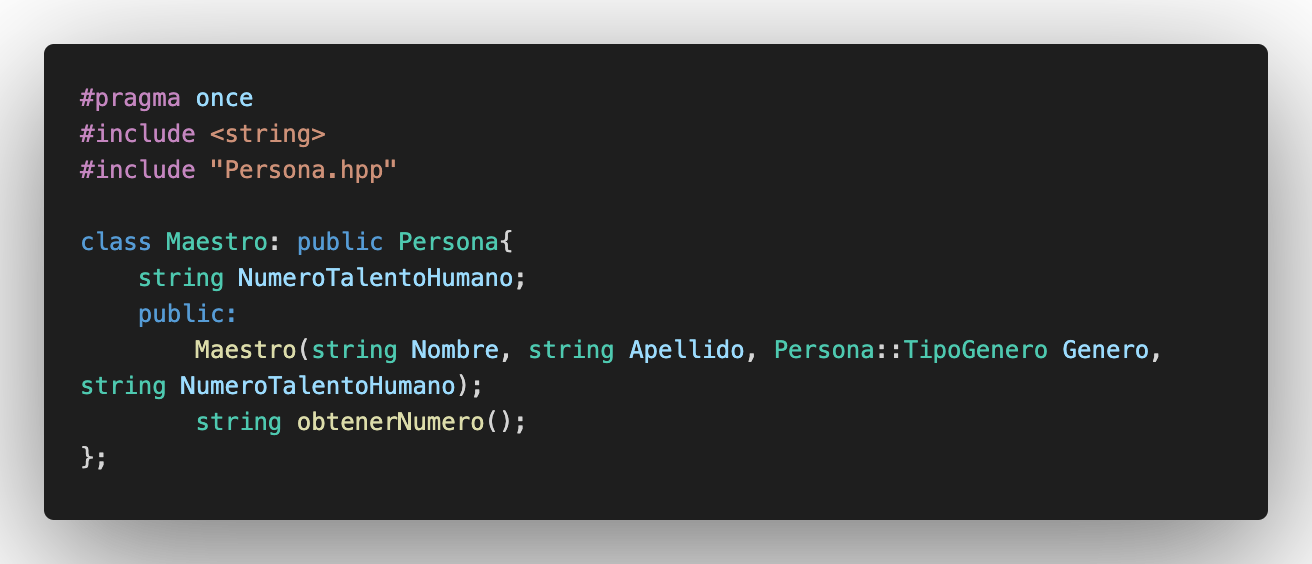 #pragma once
#include <string>
#include "Persona.hpp"

class Maestro: public Persona{
    string NumeroTalentoHumano;
    public:
        Maestro(string Nombre, string Apellido, Persona::TipoGenero Genero,
string NumeroTalentoHumano);
        string obtenerNumero();
};